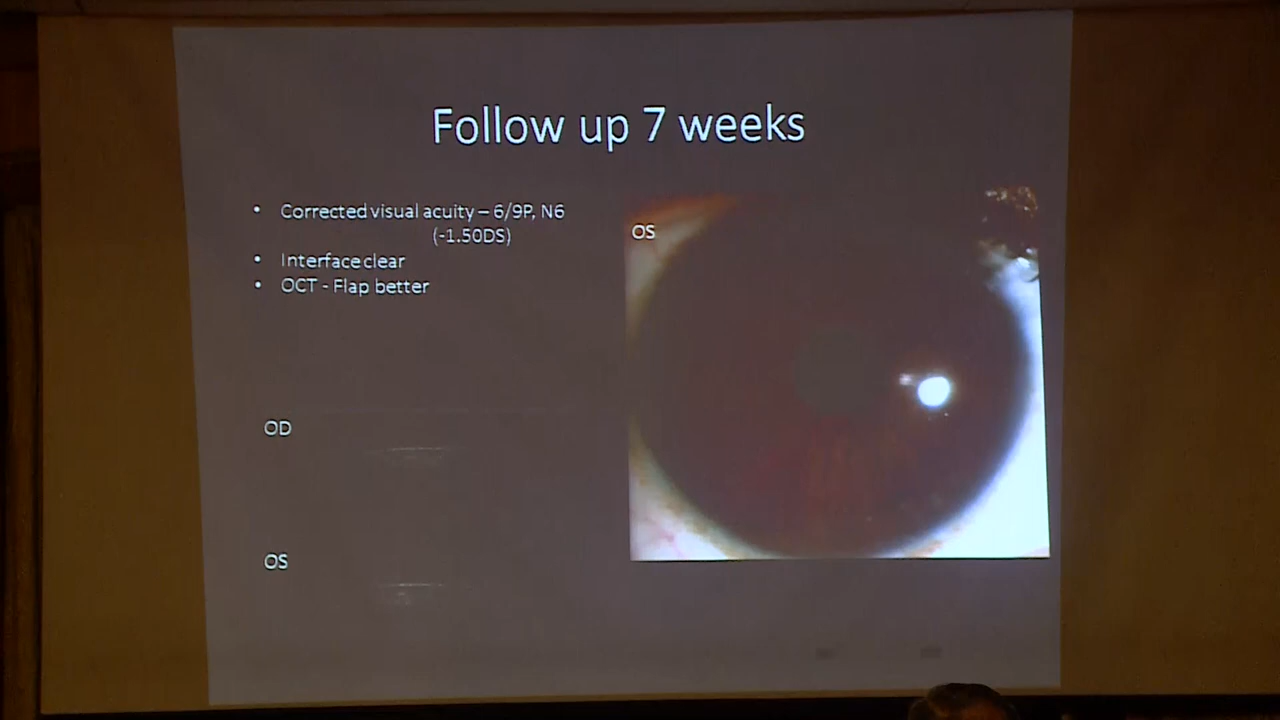 Follow up 7 weeks
• Corrected visual acuity – 6/9P, N6
(-1.50DS)
• Interface clear
• OCT - Flap better
OS
OD
OS